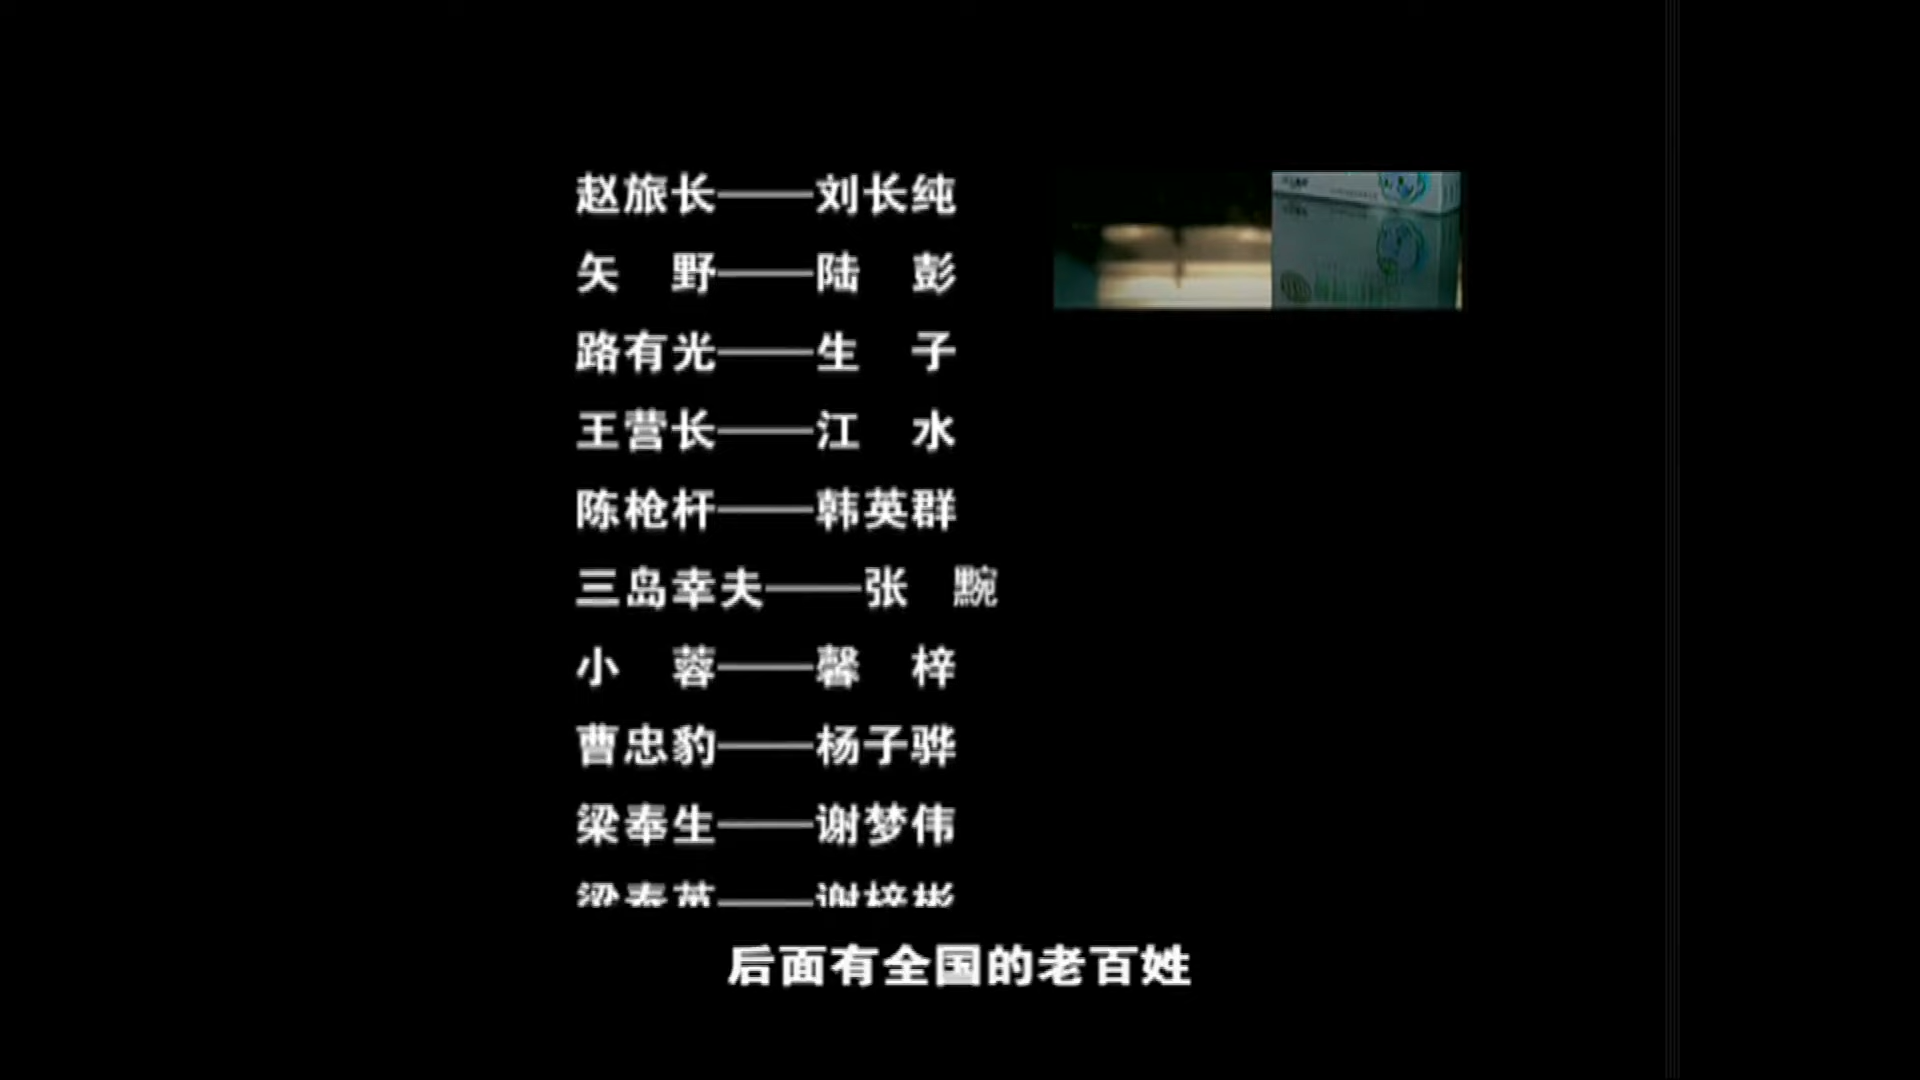 赵旅长——刘长纯
矢 野——陆 彭
路有光——生 子
王营长——江 水
陈枪杆——韩英群
三岛幸夫——张 黦
小 蓉——馨 梓
曹忠豹——杨子骅
梁奉生——谢梦伟
后面有全国的老百姓